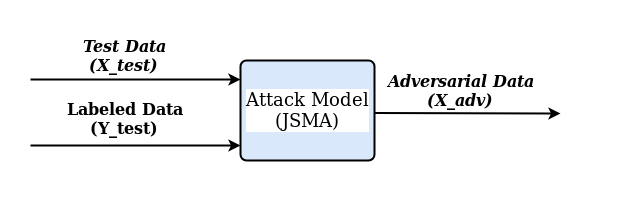 Test Data
(X_test)
Labeled Data
(Y_test)
Attack Model
(JSMA)
Adversarial Data
(X_adv)